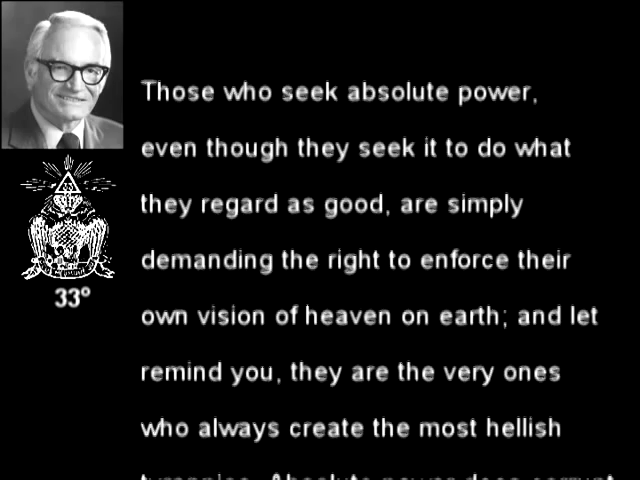 Those who seek absolute power,
even though they seek it to do what
they regard as good, are simply
demanding the right to enforce their
own vision of heaven on earth; and let
remind you, they are the very ones
who always create the most hellish
33º